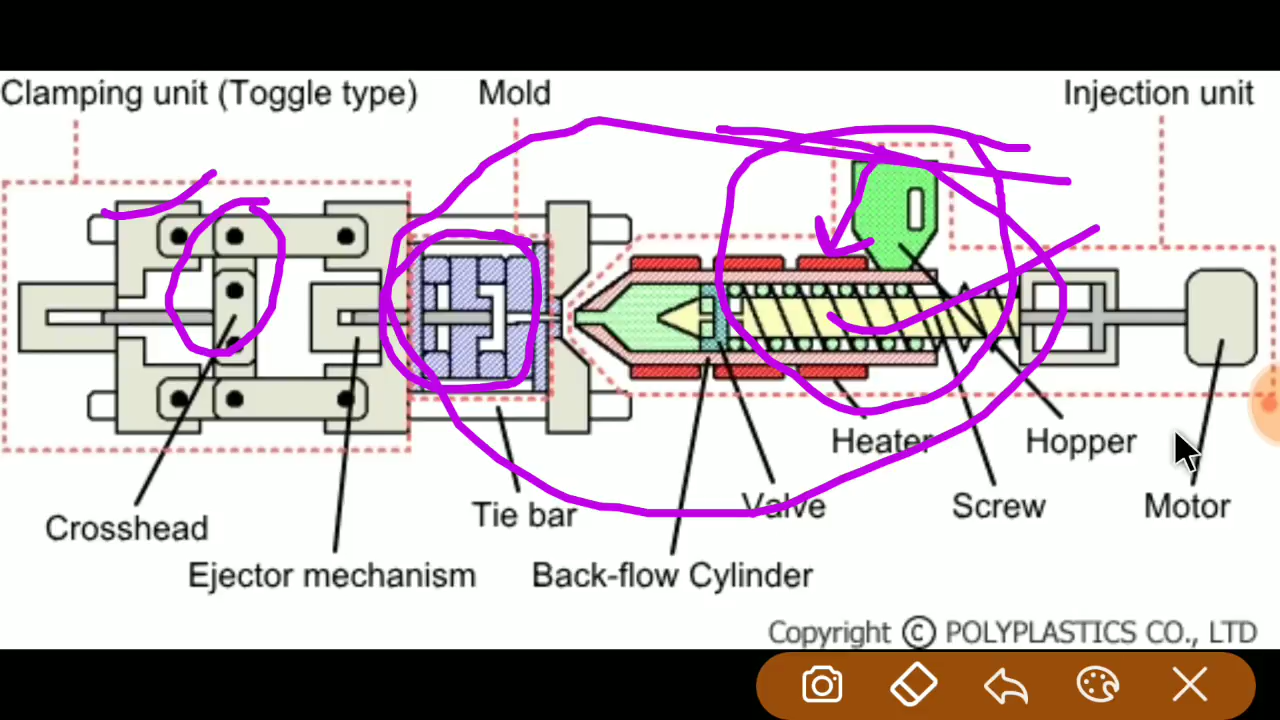 Clamping unit (Toggle type)
Mold
Injection unit
Heater
Hopper
Tie bar
Valve
Screw
Motor
Crosshead
Ejector mechanism
Back-flow Cylinder
Copyright © POLYPLASTICS CO., LTD